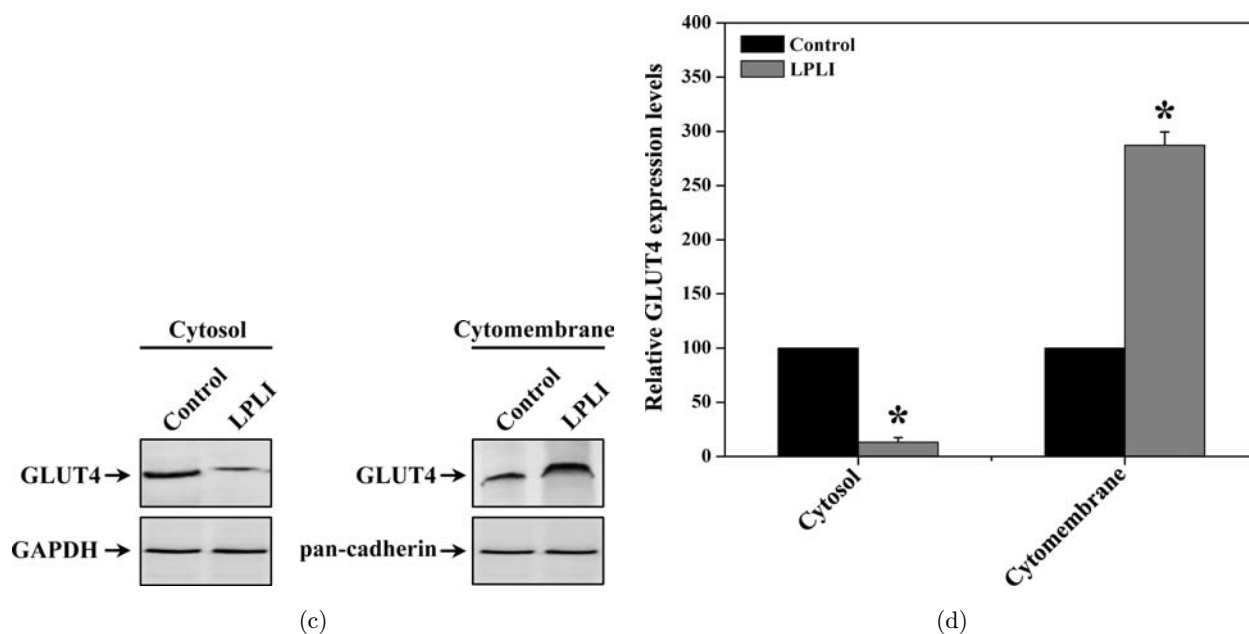 Cytosol
Control
LPLI
GLUT4
GAPDH
Cytomembrane
Control
LPLI
GLUT4
pan-cadherin
(c)
Relative GLUT4 expression levels
400
350
300
250
200
150
100
50
0
Control
LPLI
*
*
Cytosol
Cytomembrane
(d)